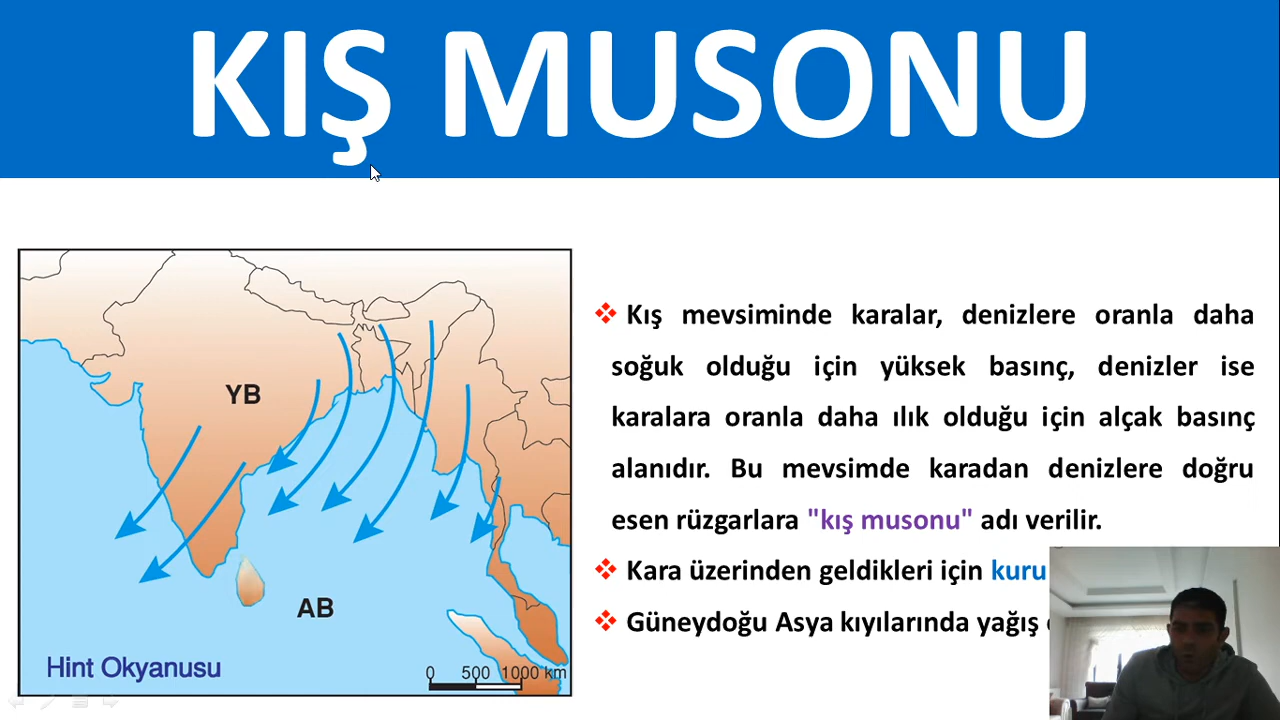 KIŞ MUSONU
YB
AB
Hint Okyanusu
0 500 1000 km
Kış mevsiminde karalar, denizlere oranla daha
soğuk olduğu için yüksek basınç, denizler ise
karalara oranla daha ılık olduğu için alçak basınç
alanıdır. Bu mevsimde karadan denizlere doğru
esen rüzgarlara "kış musonu" adı verilir.
Kara üzerinden geldikleri için kuru
Güneydoğu Asya kıyılarında yağış